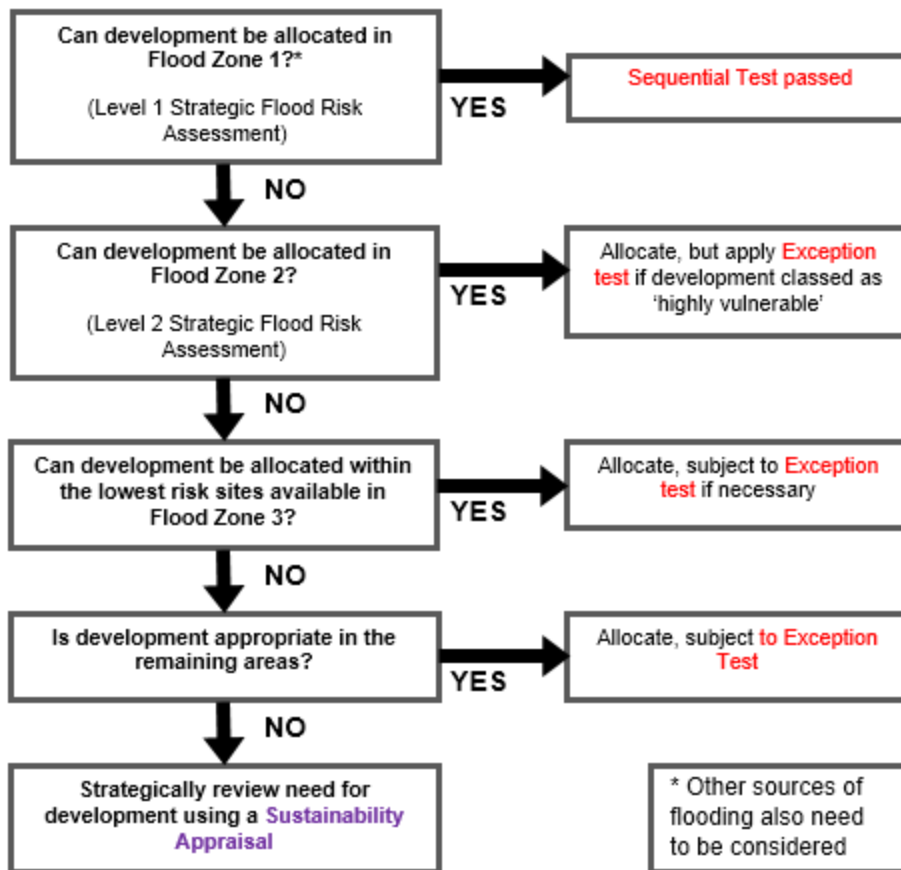 Can development be allocated in
Flood Zone 1?*
(Level 1 Strategic Flood Risk
Assessment)
YES
Sequential Test passed
NO
Can development be allocated in
Flood Zone 2?
(Level 2 Strategic Flood Risk
Assessment)
YES
Allocate, but apply Exception
test if development classed as
‘highly vulnerable’
NO
Can development be allocated within
the lowest risk sites available in
Flood Zone 3?
YES
Allocate, subject to Exception
test if necessary
NO
Is development appropriate in the
remaining areas?
YES
Allocate, subject to Exception
Test
NO
Strategically review need for
development using a Sustainability
Appraisal
* Other sources of
flooding also need
to be considered